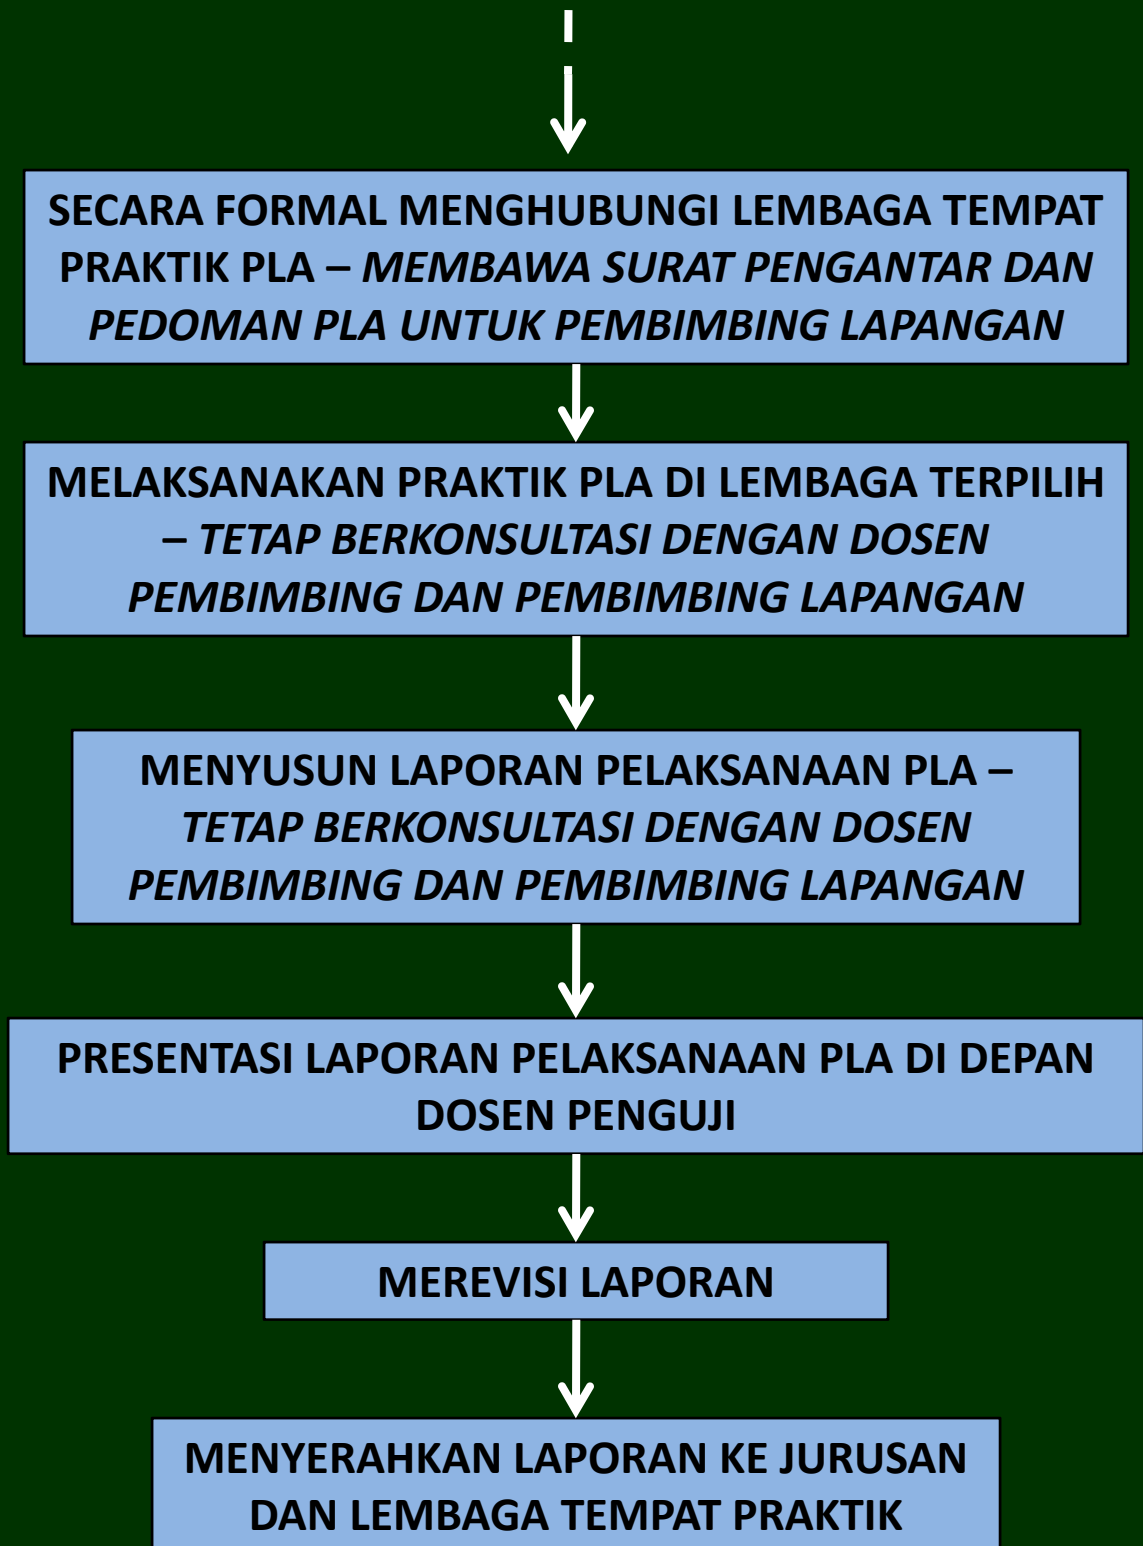 SECARA FORMAL MENGHUBUNGI LEMBAGA TEMPAT
PRAKTIK PLA – MEMBAWA SURAT PENGANTAR DAN
PEDOMAN PLA UNTUK PEMBIMBING LAPANGAN
MELAKSANAKAN PRAKTIK PLA DI LEMBAGA TERPILIH
– TETAP BERKONSULTASI DENGAN DOSEN
PEMBIMBING DAN PEMBIMBING LAPANGAN
MENYUSUN LAPORAN PELAKSANAAN PLA –
TETAP BERKONSULTASI DENGAN DOSEN
PEMBIMBING DAN PEMBIMBING LAPANGAN
PRESENTASI LAPORAN PELAKSANAAN PLA DI DEPAN
DOSEN PENGUJI
MEREVISI LAPORAN
MENYERAHKAN LAPORAN KE JURUSAN
DAN LEMBAGA TEMPAT PRAKTIK